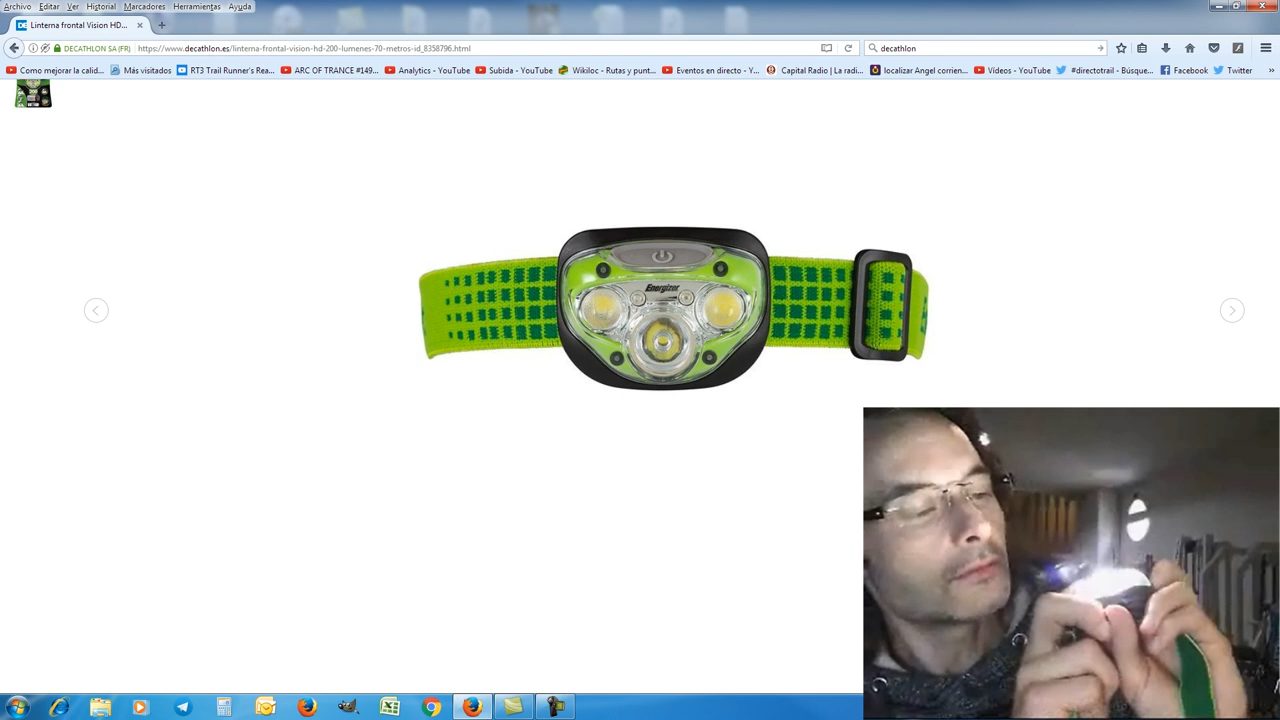 Archivo Editar Ver Historial Marcadores Herramientas Ayuda
Linterna frontal Vision HD...
DECATHLON SA (FR) https://www.decathlon.es/linterna-frontal-vision-hd-200-lumenes-70-metros-id_8358796.html decathlon
Como mejorar la calid... Más visitados RT3 Trail Runner's Rea... ARC OF TRANCE #149... Analytics - YouTube Subida - YouTube Wikiloc - Rutas y punt... Eventos en directo - Y... Capital Radio | La radi... localizar Angel corrien... Vídeos - YouTube #directotrail - Búsque... Facebook Twitter
Energizer